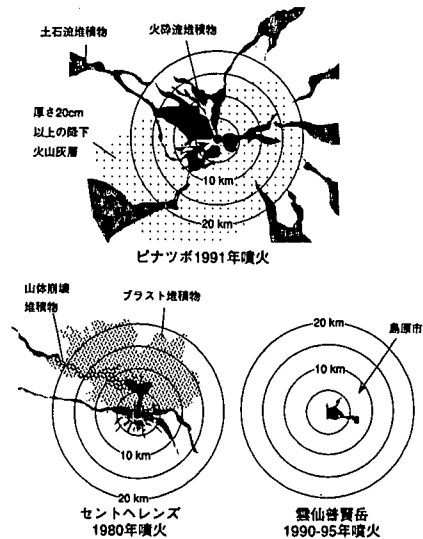 土石流堆積物
火砕流堆積物
厚さ20cm
以上の降下
火山灰層
10 km
20 km
ピナツボ1991年噴火
山体崩壊
堆積物
ブラスト堆積物
10 km
20 km
セントヘレンズ
1980年噴火
20 km
10 km
島原市
雲仙普賢岳
1990-95年噴火